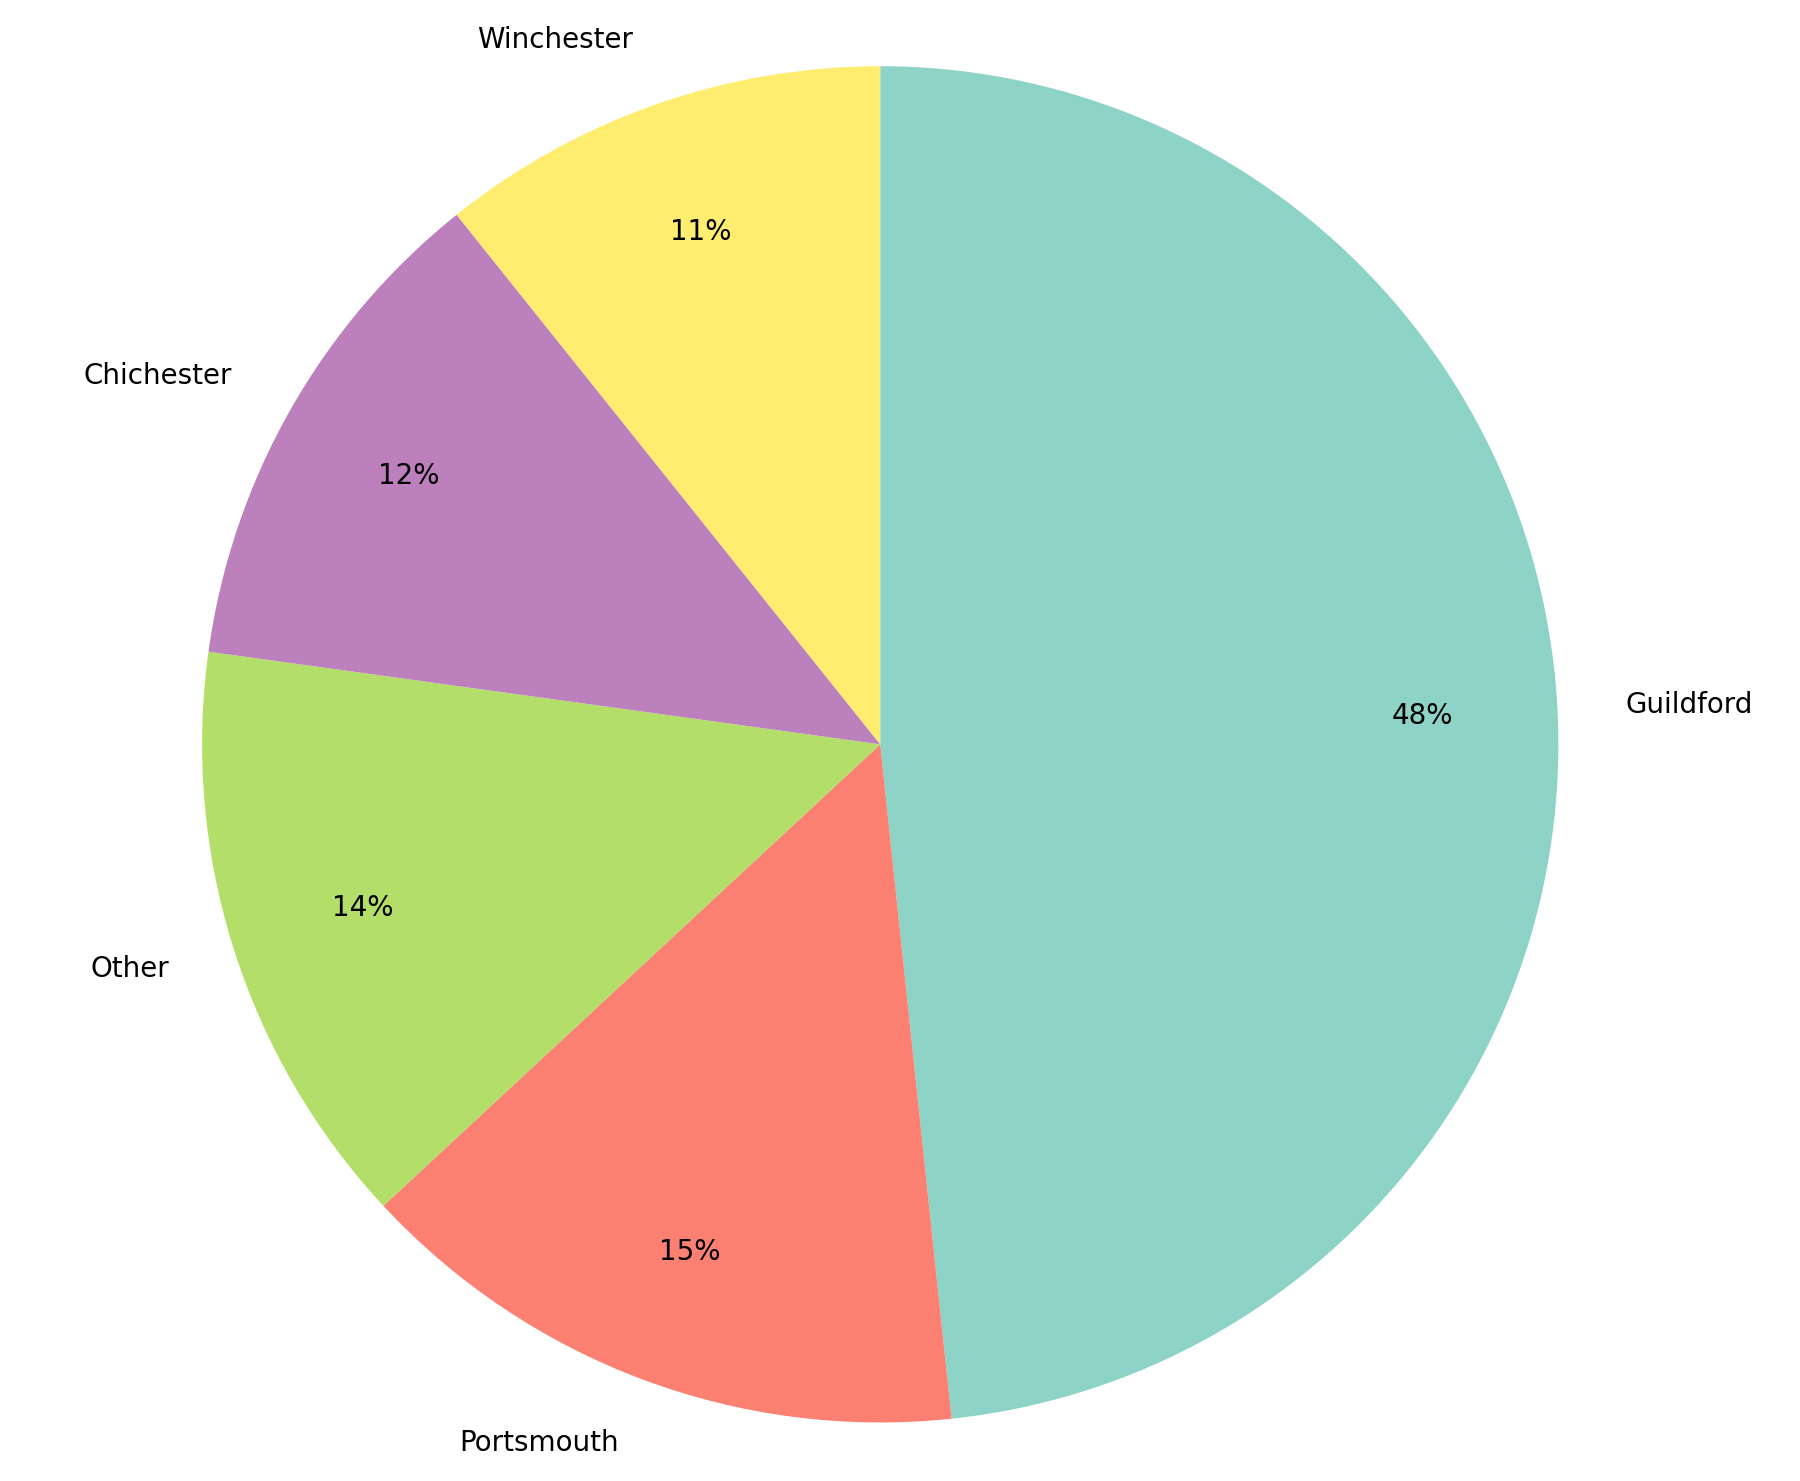 Winchester
11%
Chichester
12%
Guildford
48%
14%
Other
15%
Portsmouth